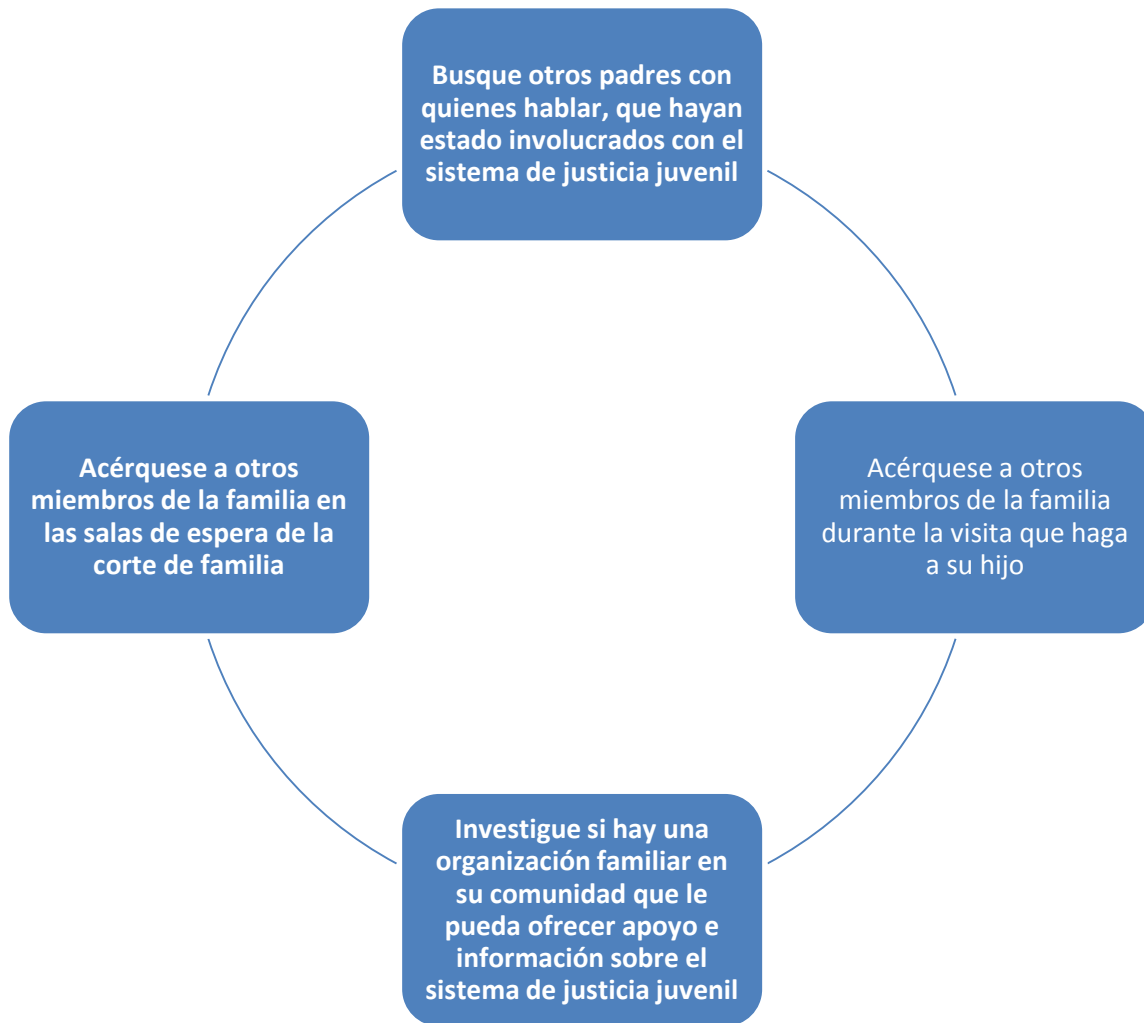 Busque otros padres con
quienes hablar, que hayan
estado involucrados con el
sistema de justicia juvenil
Acérquese a otros
miembros de la familia en
las salas de espera de la
corte de familia
Acérquese a otros
miembros de la familia
durante la visita que haga
a su hijo
Investigue si hay una
organización familiar en
su comunidad que le
pueda ofrecer apoyo e
información sobre el
sistema de justicia juvenil